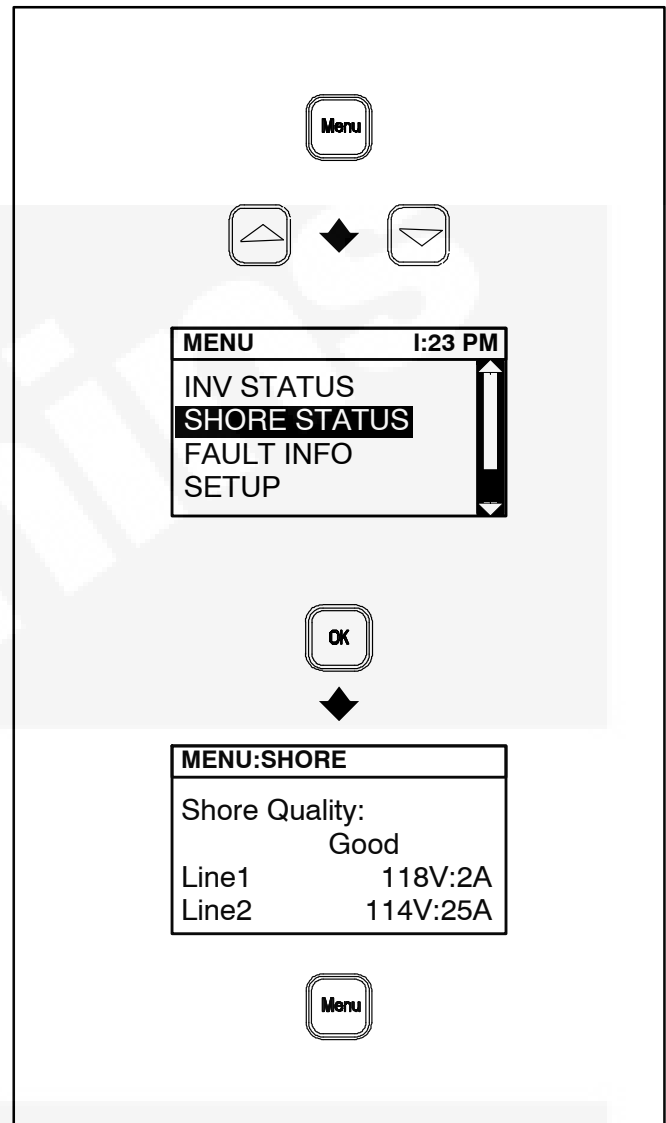 Menu
MENU I:23 PM
INV STATUS
SHORE STATUS
FAULT INFO
SETUP
OK
MENU:SHORE
Shore Quality:
Good
Line1 118V:2A
Line2 114V:25A
Menu